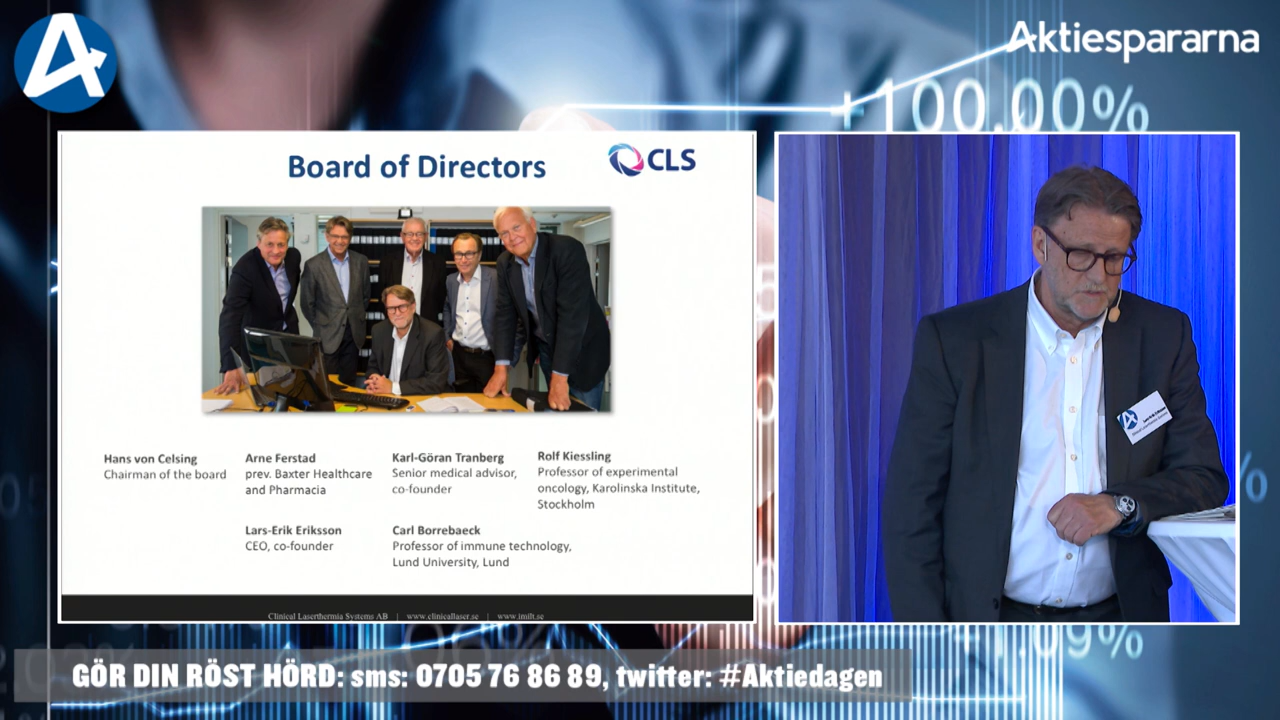 Aktiespararna
+100,00%
Board of Directors
CLS
Hans von Celsing
Chairman of the board
Arne Ferstad
prev. Baxter Healthcare
and Pharmacia
Karl-Göran Tranberg
Senior medical advisor,
co-founder
Rolf Kiessling
Professor of experimental
oncology, Karolinska Institute,
Stockholm
Lars-Erik Eriksson
CEO, co-founder
Carl Borrebaeck
Professor of immune technology,
Lund University, Lund
Clinical Laserthermia Systems AB | www.clinicallaser.se | www.imilt.se
GÖR DIN RÖST HÖRD: sms: 0705 76 86 89, twitter: #Aktiedagen